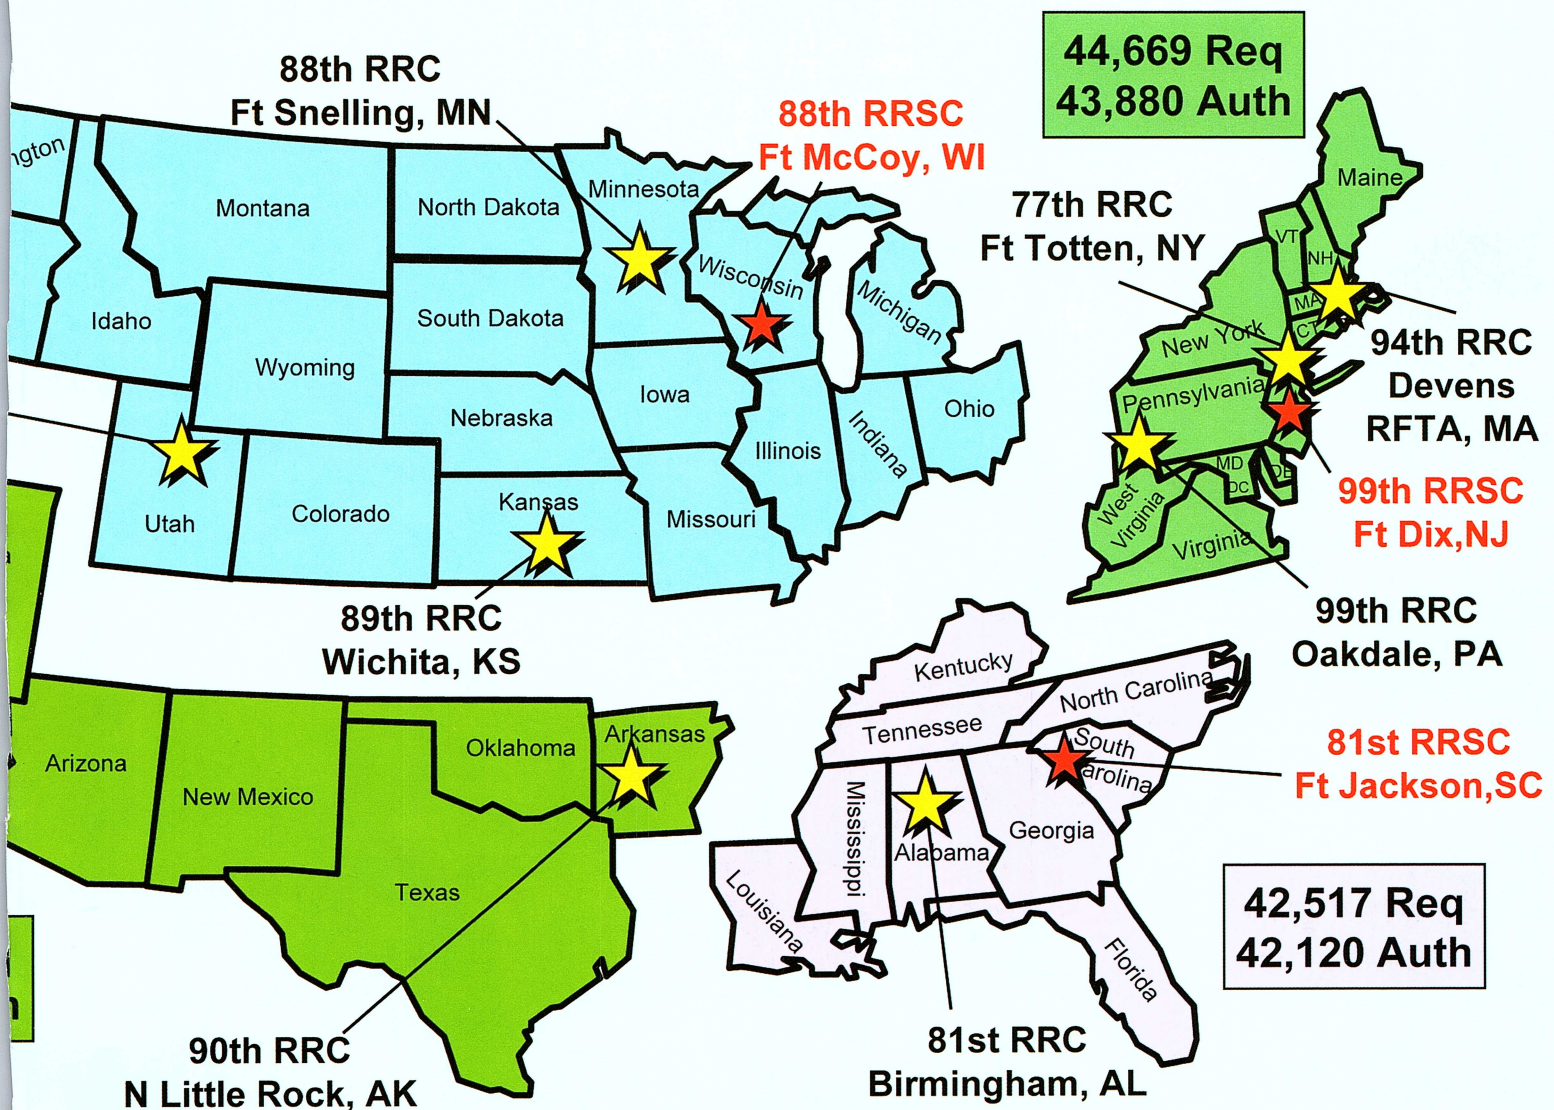 88th RRC
Ft Snelling, MN
88th RRSC
Ft McCoy, WI
44,669 Req
43,880 Auth
77th RRC
Ft Totten, NY
94th RRC
Devens
RFTA, MA
99th RRSC
Ft Dix,NJ
99th RRC
Oakdale, PA
Montana
North Dakota
Minnesota
Idaho
Wyoming
South Dakota
Wisconsin
Michigan
Nebraska
Iowa
Illinois
Indiana
Ohio
Utah
Colorado
Kansas
Missouri
Maine
VT
NH
MA
CT
New York
Pennsylvania
MD
DC
DE
West
Virginia
Virginia
89th RRC
Wichita, KS
Kentucky
Tennessee
North Carolina
South
Carolina
Mississippi
Alabama
Georgia
Louisiana
Florida
81st RRSC
Ft Jackson,SC
42,517 Req
42,120 Auth
Arizona
New Mexico
Oklahoma
Arkansas
Texas
90th RRC
N Little Rock, AK
81st RRC
Birmingham, AL